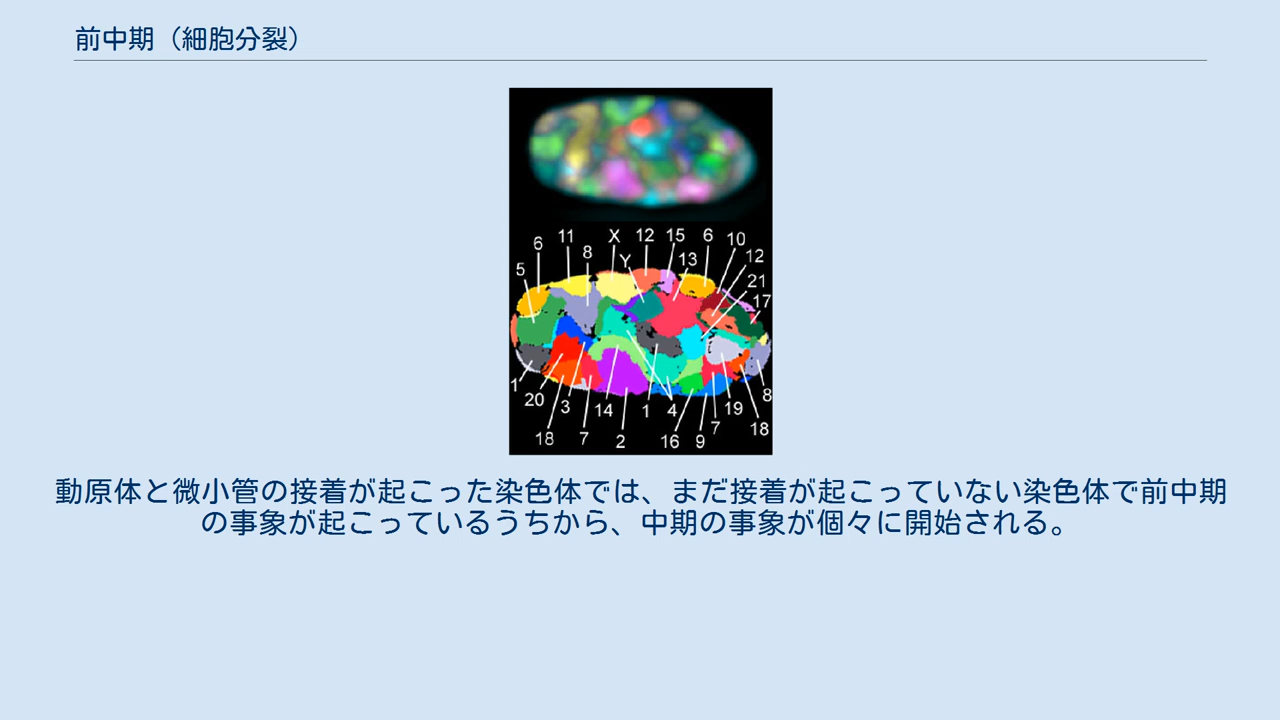 前中期（細胞分裂）
6 11 8 X 12 15 6 10
5 Y 13 12
21
17
1 20 3 14 1 4 19 8
18 7 2 16 9 7 18
動原体と微小管の接着が起こった染色体では、まだ接着が起こっていない染色体で前中期
の事象が起こっているうちから、中期の事象が個々に開始される。